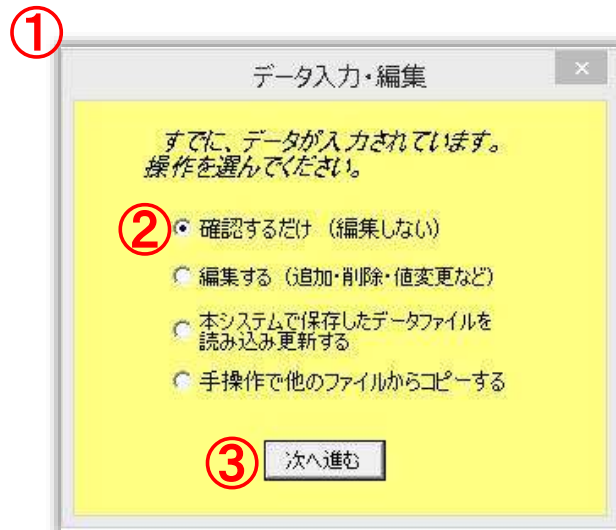 ①
データ入力・編集
すでに、データが入力されています。
操作を選んでください。
② 確認するだけ （編集しない）
編集する （追加・削除・値変更など）
本システムで保存したデータファイルを
読み込み更新する
手操作で他のファイルからコピーする
③ 次へ進む